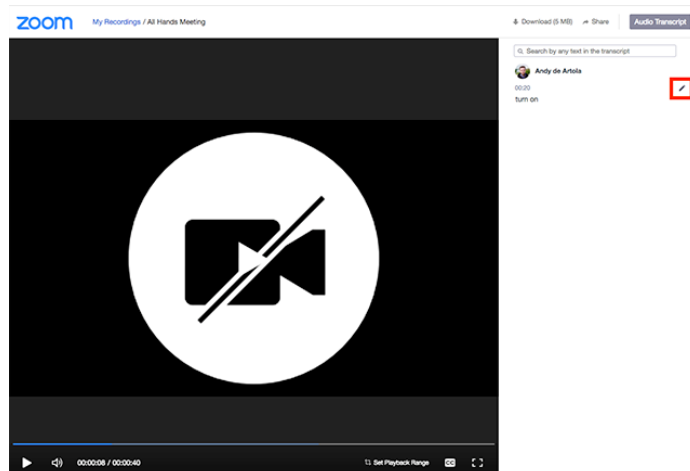 zoom
My Recordings / All Hands Meeting
Download (5 MB)
Share
Audio Transcript
Search by any text in the transcript
Andy de Artola
00:20
turn on
00:00:08 / 00:00:40
Set Playback Range
CC